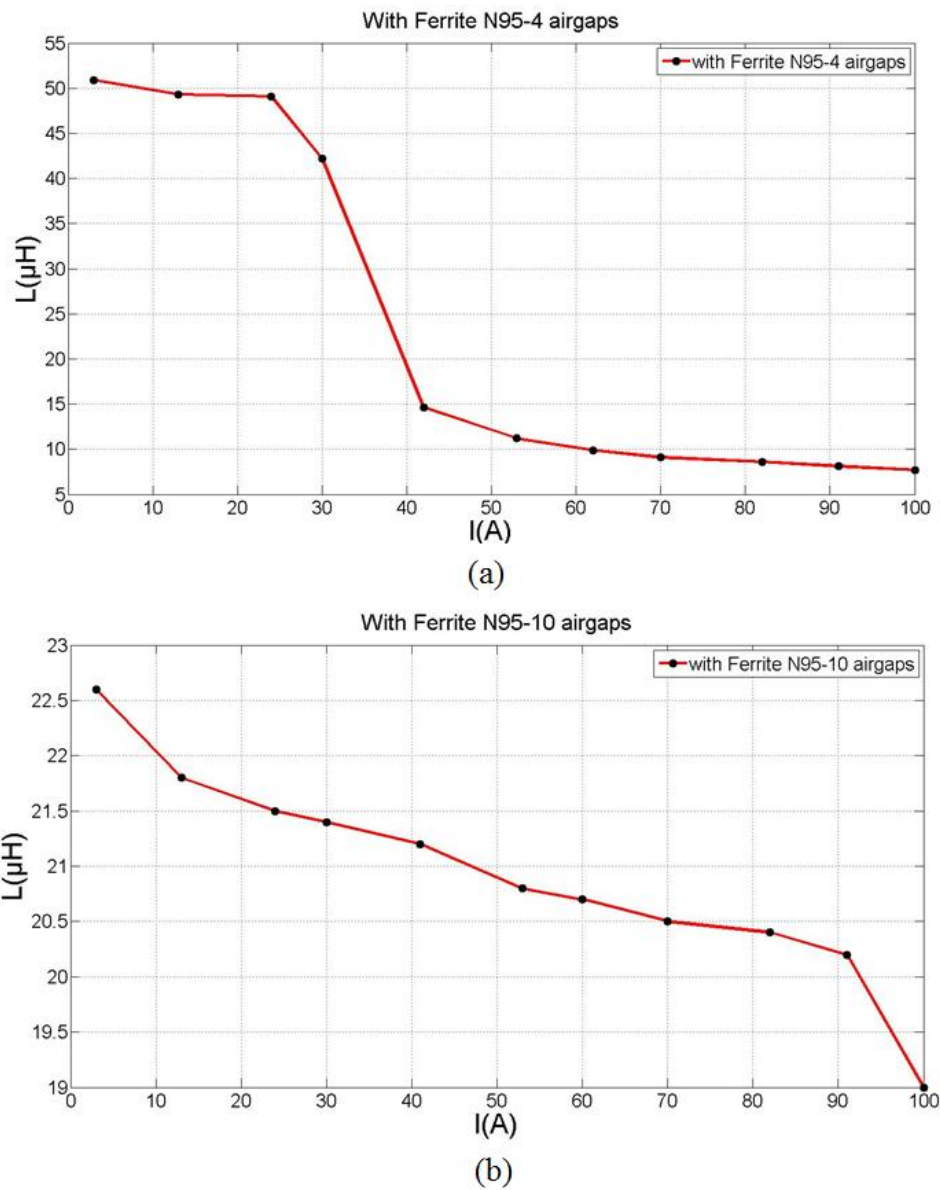 With Ferrite N95-4 airgaps
with Ferrite N95-4 airgaps
55
50
45
40
35
30
25
20
15
10
5
L(µH)
0 10 20 30 40 50 60 70 80 90 100
I(A)
(a)
With Ferrite N95-10 airgaps
with Ferrite N95-10 airgaps
23
22.5
22
21.5
21
20.5
20
19.5
19
L(µH)
0 10 20 30 40 50 60 70 80 90 100
I(A)
(b)